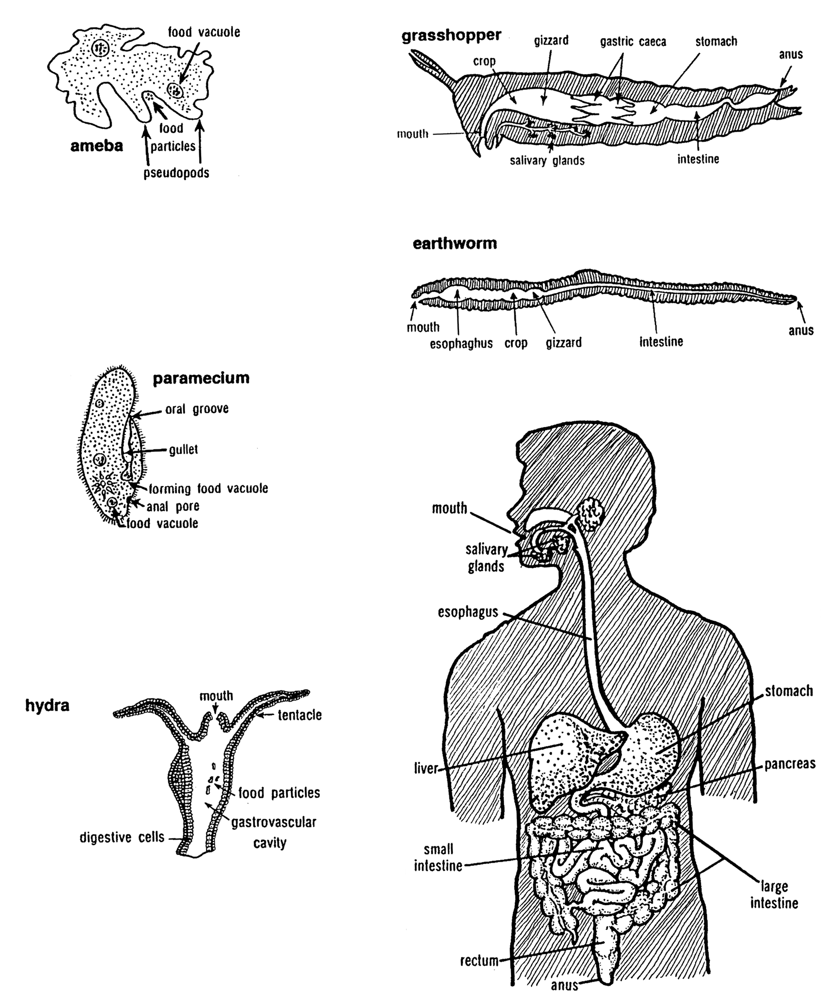 food vacuole
food
particles
ameba
pseudopods
grasshopper
gizzard
gastric caeca
stomach
anus
crop
mouth
salivary glands
intestine
earthworm
mouth
esophaghus
crop
gizzard
intestine
anus
paramecium
oral groove
gullet
forming food vacuole
anal pore
food vacuole
hydra
mouth
tentacle
food particles
gastrovascular
cavity
digestive cells
mouth
salivary
glands
esophagus
stomach
liver
pancreas
small
intestine
large
intestine
rectum
anus